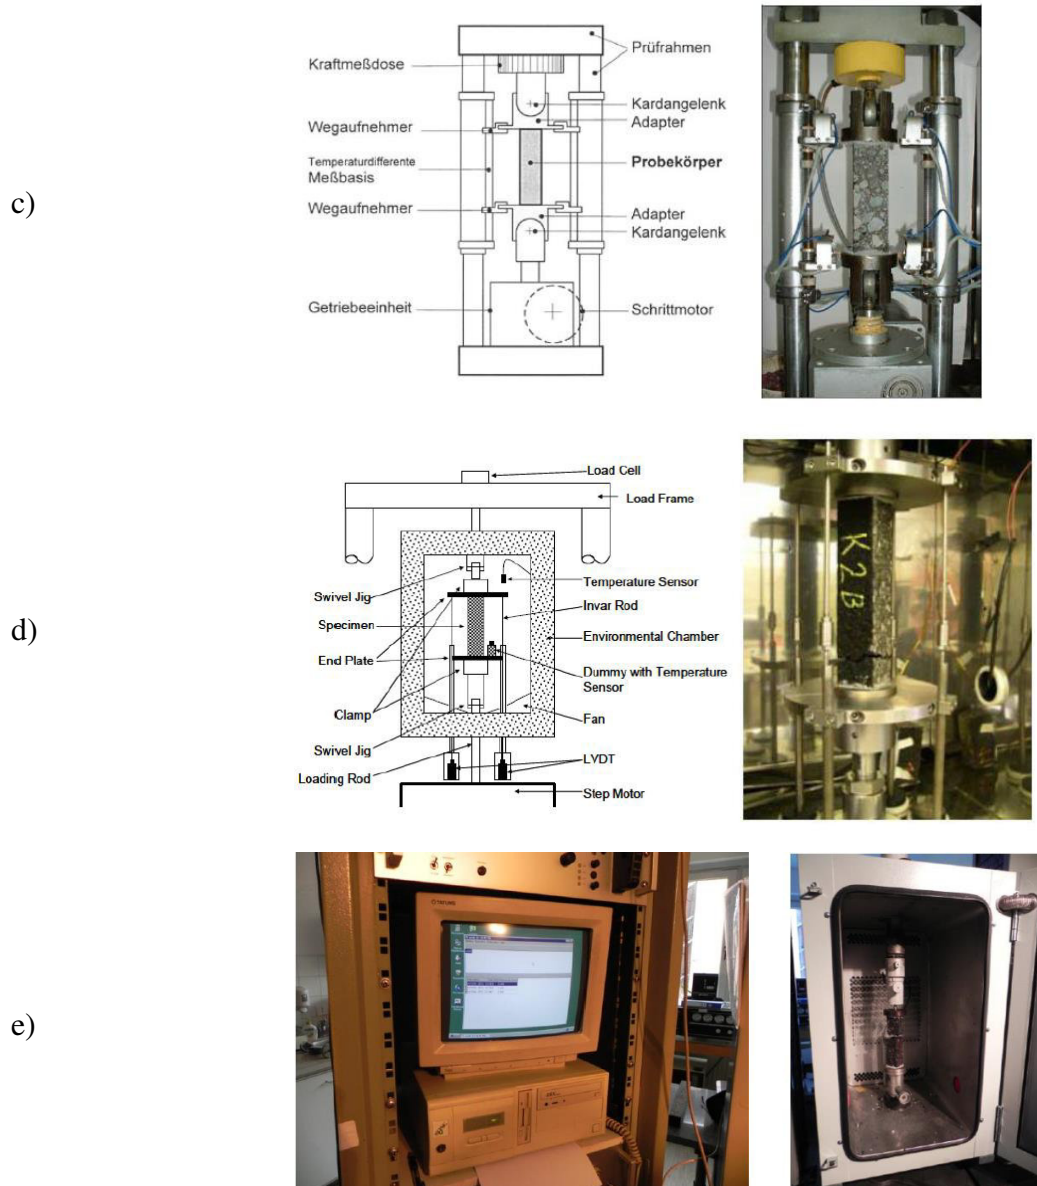 c)
Kraftmeßdose
Wegaufnehmer
Temperaturdifferente
Meßbasis
Wegaufnehmer
Getriebeeinheit
Prüfrahmen
Kardangelenk
Adapter
Probekörper
Adapter
Kardangelenk
Schrittmotor
d)
Load Cell
Load Frame
Swivel Jig
Specimen
End Plate
Clamp
Swivel Jig
Loading Rod
Temperature Sensor
Invar Rod
Environmental Chamber
Dummy with Temperature
Sensor
Fan
LVDT
Step Motor
K2B
e)
TATUNG